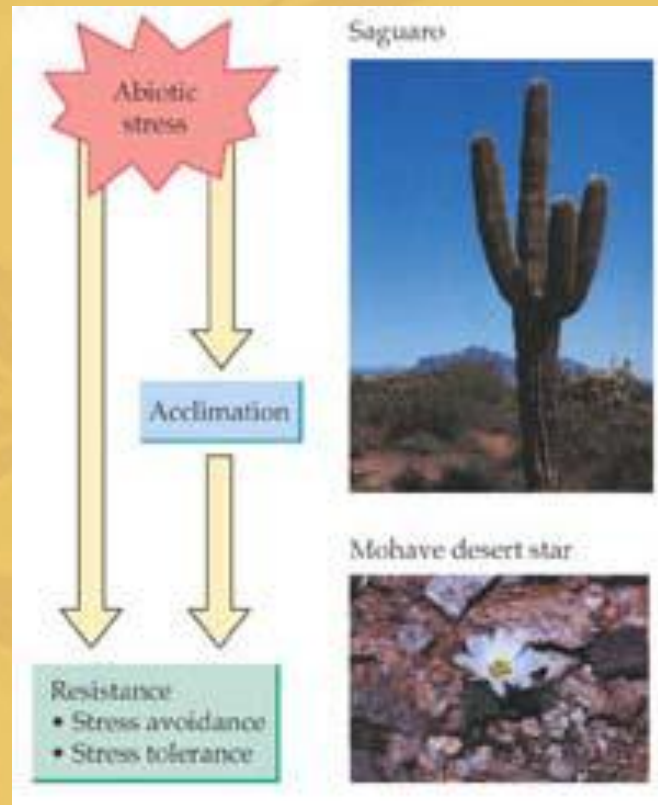 Abiotic
stress
Acclimation
Resistance
• Stress avoidance
• Stress tolerance
Saguaro
Mohave desert star